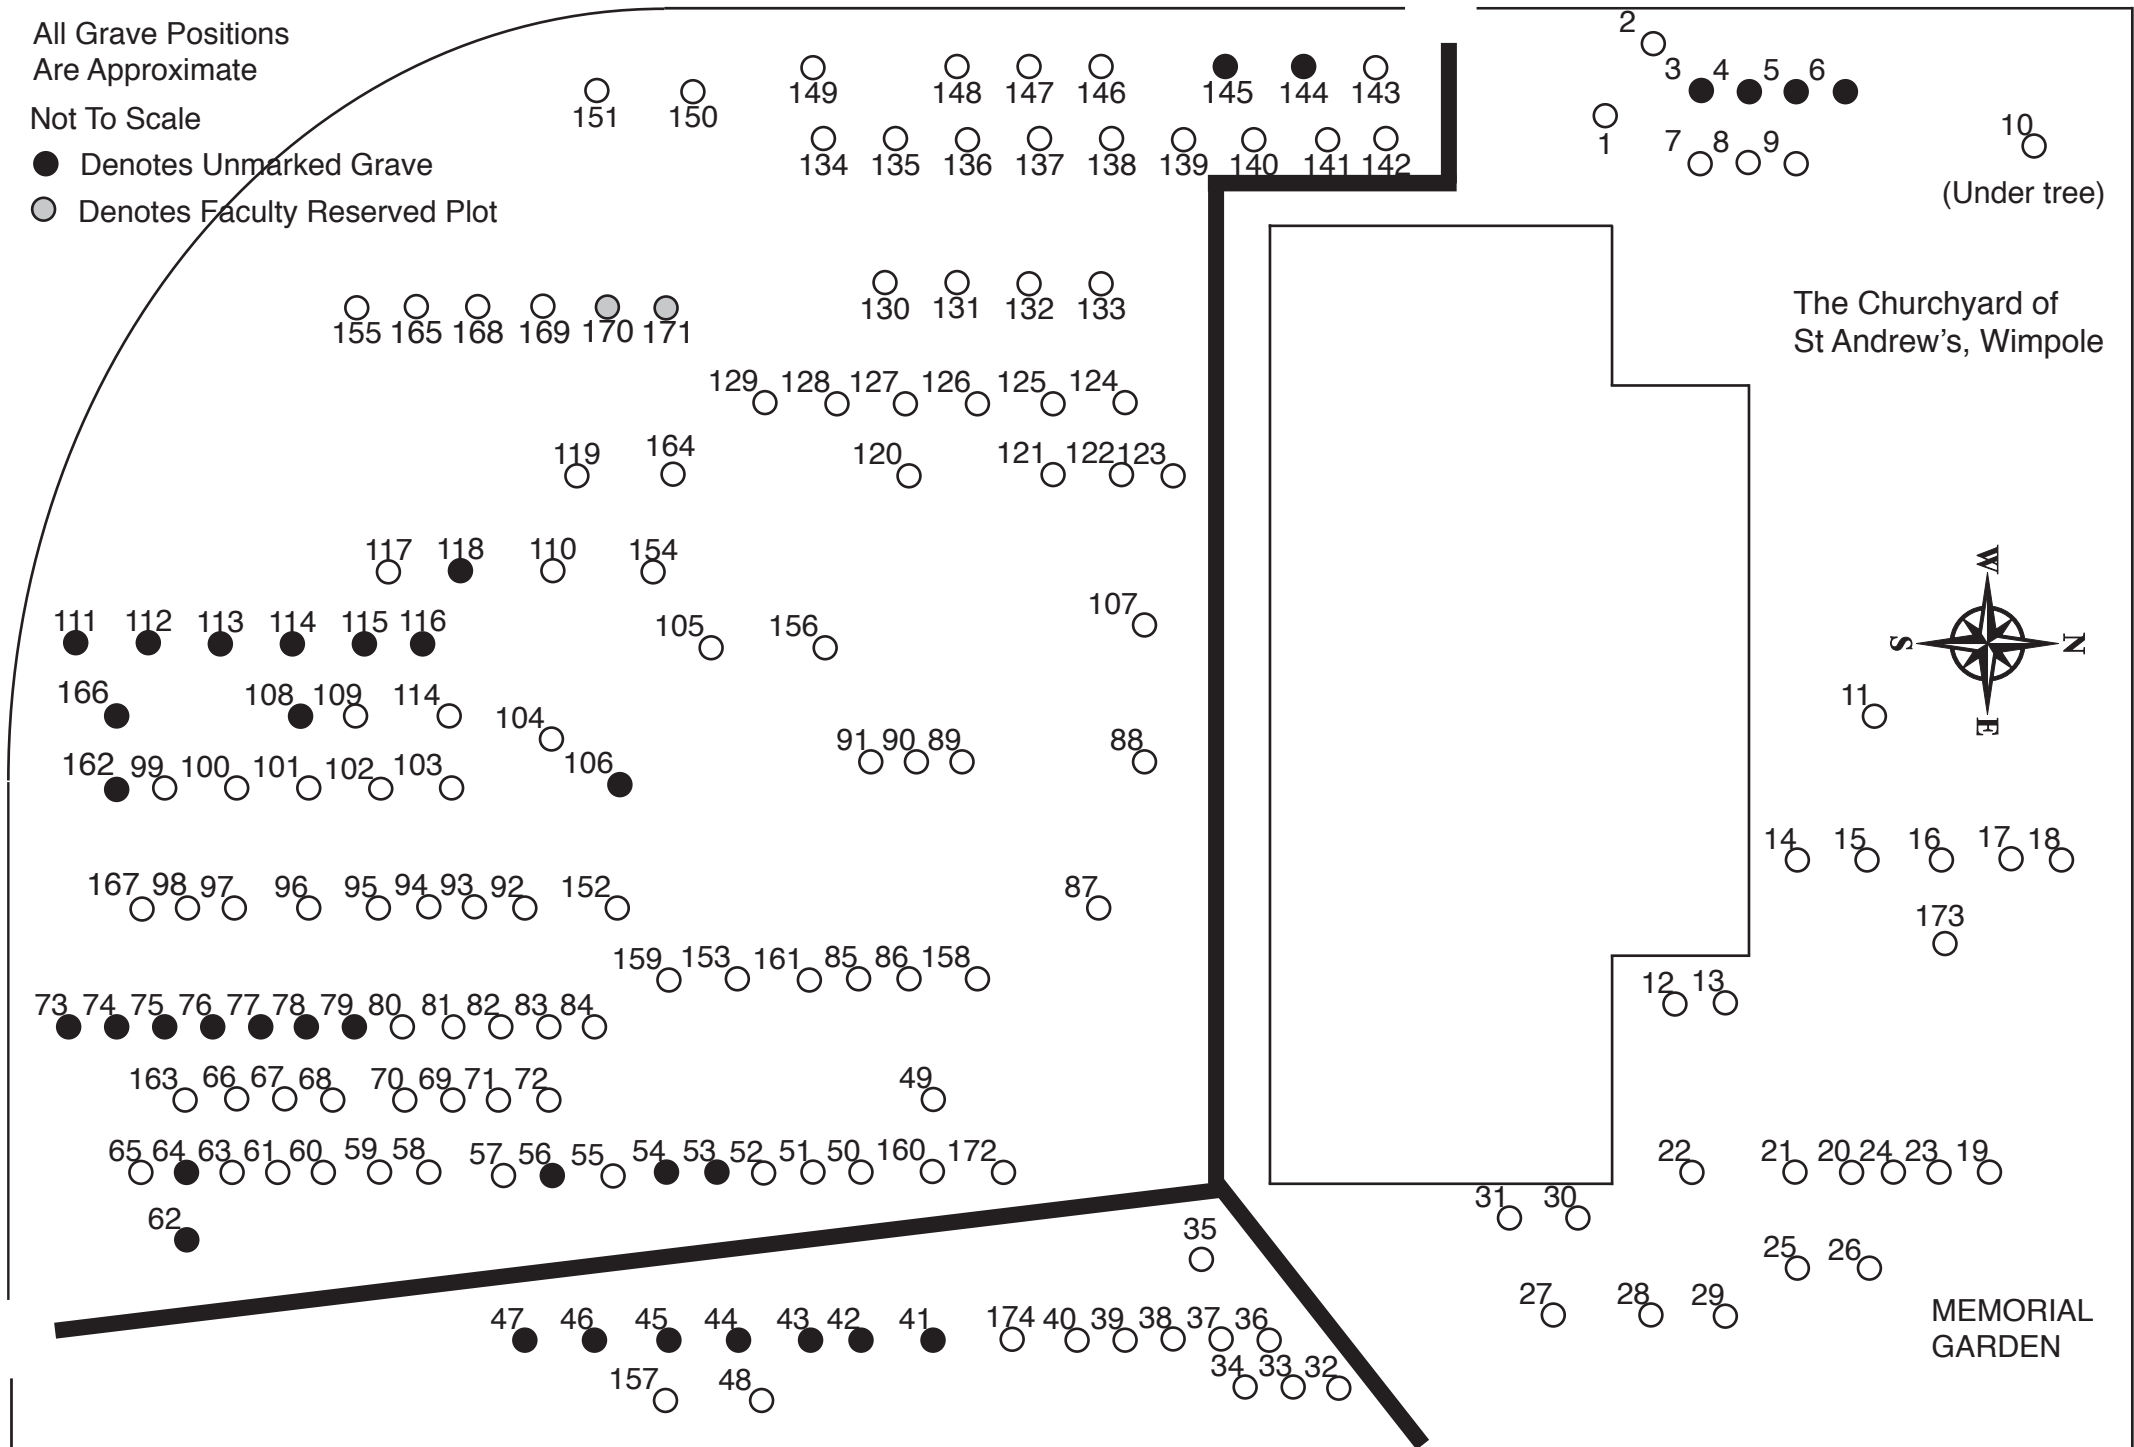 All Grave Positions
Are Approximate
Not To Scale
Denotes Unmarked Grave
Denotes Faculty Reserved Plot
2
3 4 5 6
1
7 8 9
10
(Under tree)
151 150 149 148 147 146 145 144 143
134 135 136 137 138 139 140 141 142
130 131 132 133
155 165 168 169 170 171
The Churchyard of
St Andrew’s, Wimpole
129 128 127 126 125 124
119 164 120 121 122 123
117 118 110 154
W
S N
E
107
111 112 113 114 115 116
105 156
166 108 109 114
104
11
91 90 89 88
162 99 100 101 102 103 106
14 15 16 17 18
167 98 97 96 95 94 93 92 152 87
173
159 153 161 85 86 158
12 13
73 74 75 76 77 78 79 80 81 82 83 84
163 66 67 68 70 69 71 72 49
65 64 63 61 60 59 58 57 56 55 54 53 52 51 50 160 172
22 21 20 24 23 19
31 30
62
35
25 26
27 28 29
47 46 45 44 43 42 41 174 40 39 38 37 36
MEMORIAL
GARDEN
34 33 32
157 48